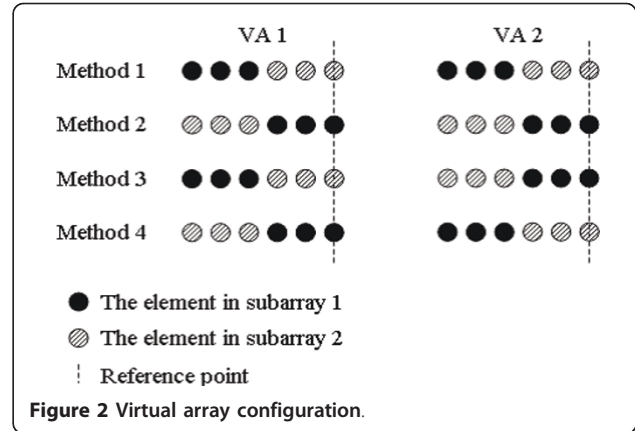 VA 1 VA 2
Method 1
Method 2
Method 3
Method 4
The element in subarray 1
The element in subarray 2
Reference point
Figure 2 Virtual array configuration.